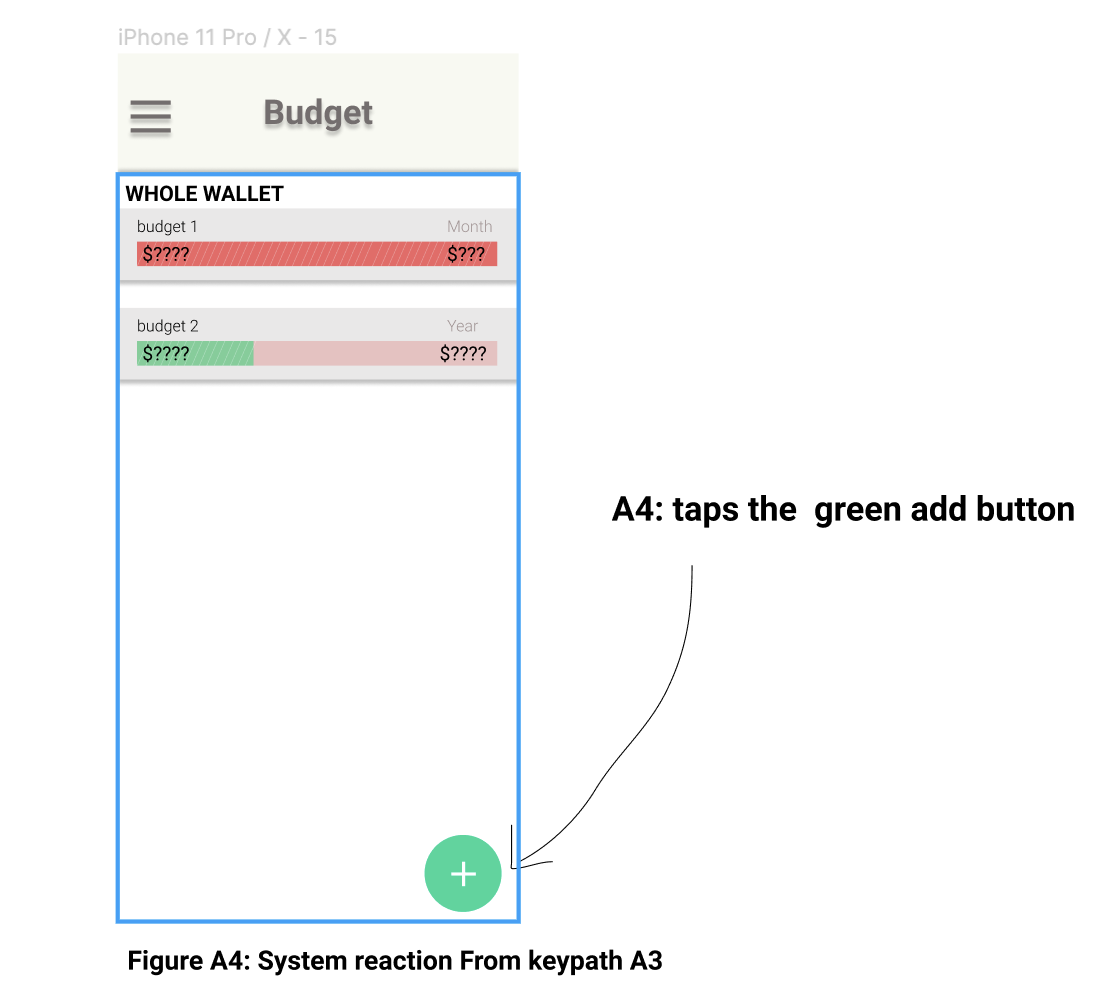 iPhone 11 Pro / X - 15
Budget
WHOLE WALLET
budget 1 Month
$???? $???
budget 2 Year
$???? $????
A4: taps the  green add button
+
Figure A4: System reaction From keypath A3